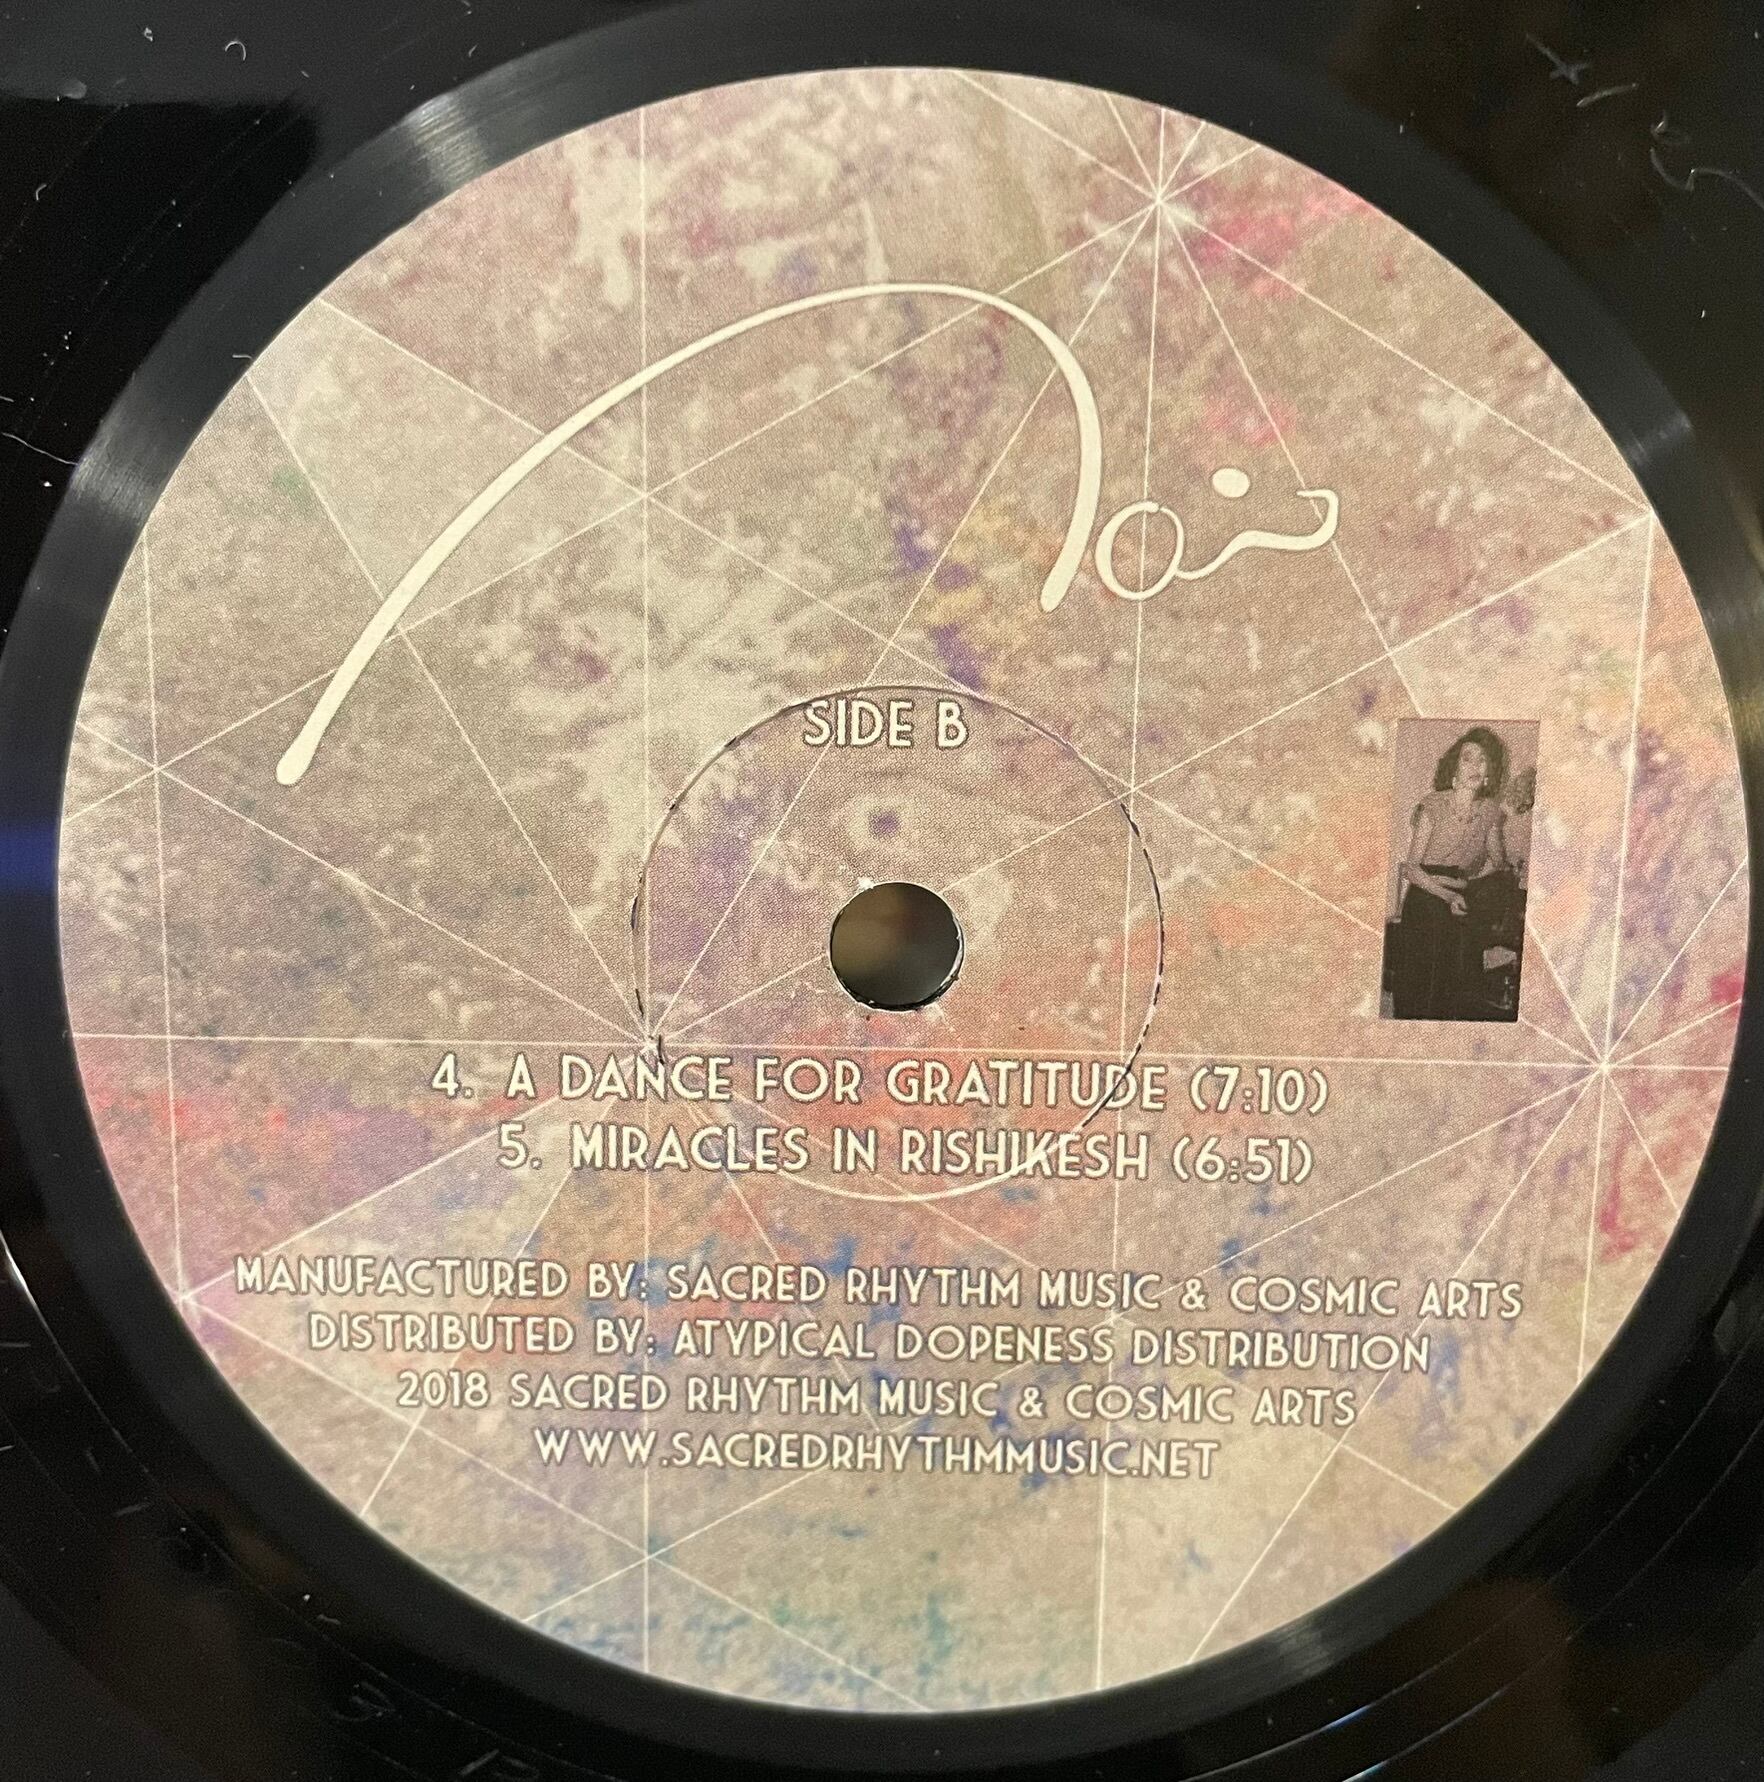 SIDE B
4. A DANCE FOR GRATITUDE (7:10)
5. MIRACLES IN RISHIKESH (6:51)
MANUFACTURED BY: SACRED RHYTHM MUSIC & COSMIC ARTS
DISTRIBUTED BY: ATYPICAL DOPENESS DISTRIBUTION
2018 SACRED RHYTHM MUSIC & COSMIC ARTS
WWW.SACREDRHYTHMMUSIC.NET